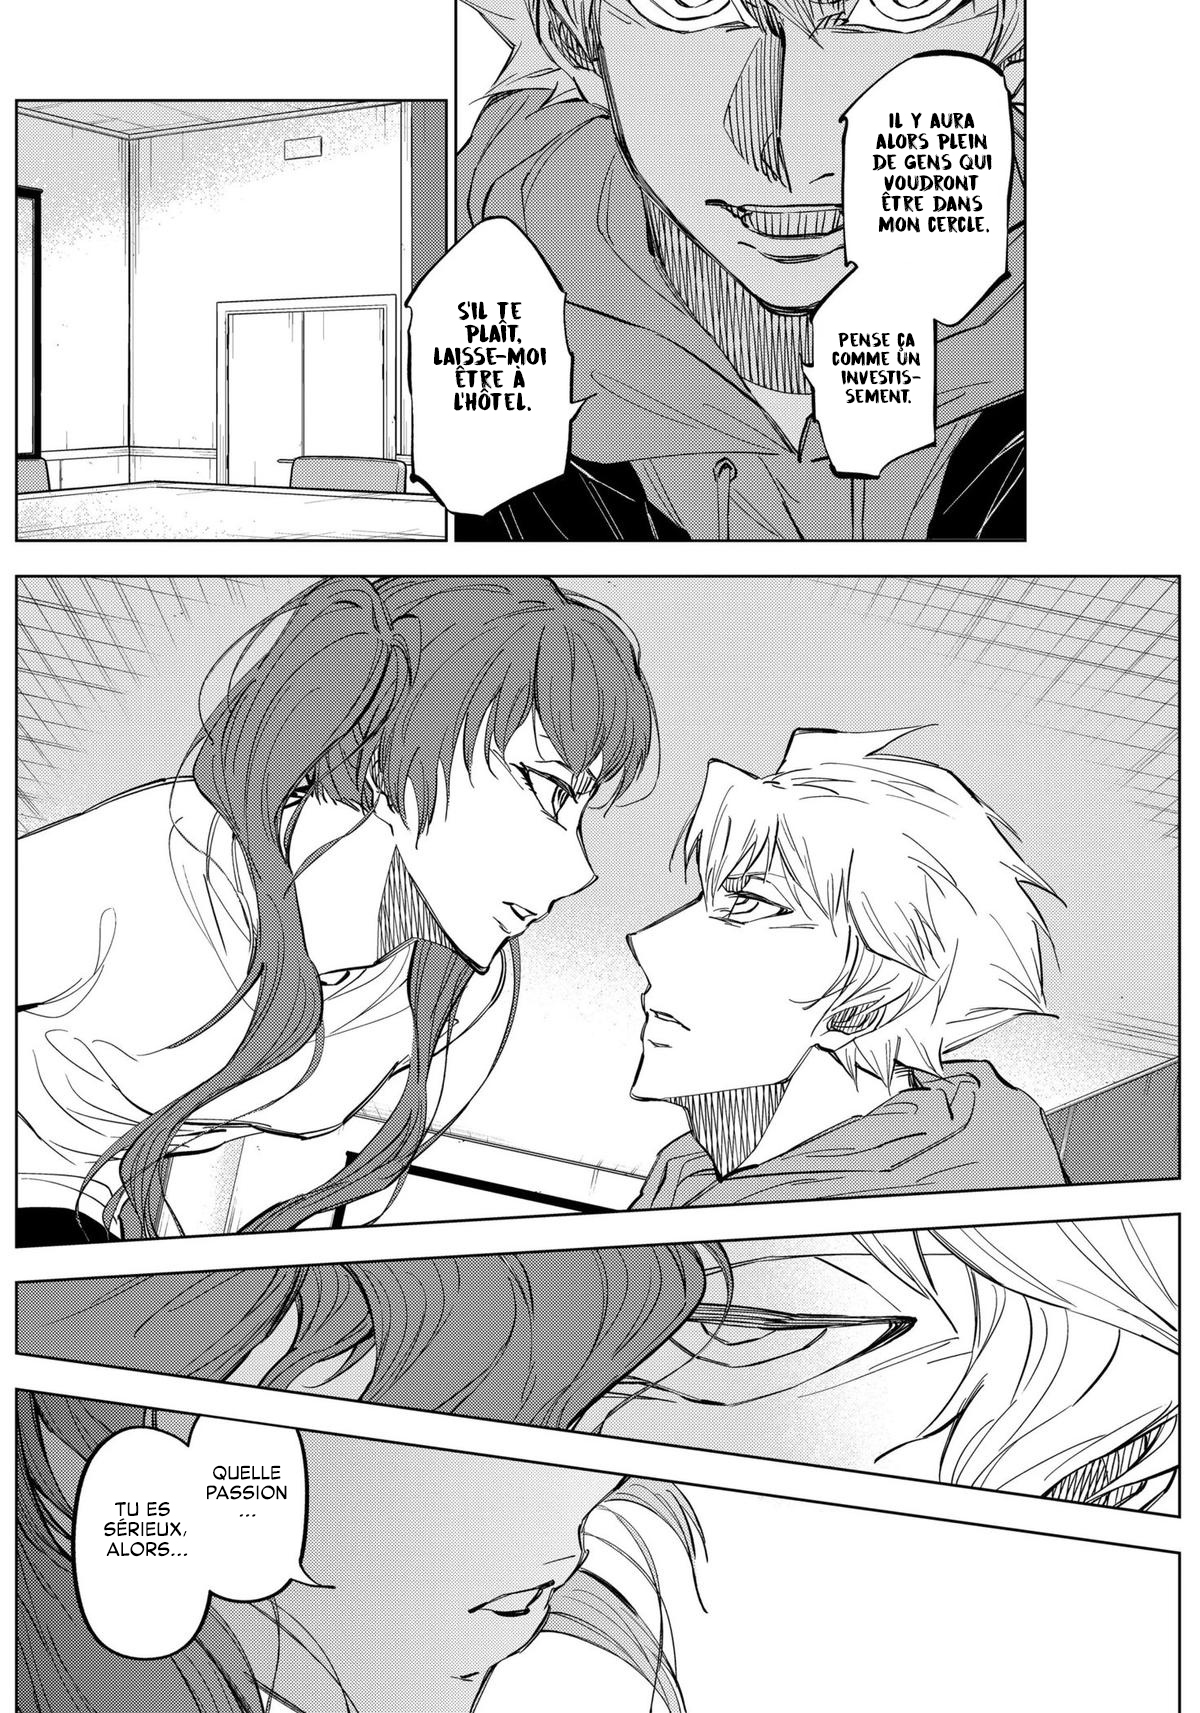 IL Y AURA
ALORS PLEIN
DE GENS QUI
VOUDRONT
ÊTRE DANS
MON CERCLE.
PENSE ÇA
COMME UN
INVESTIS-
SEMENT.
S'IL TE
PLAÎT,
LAISSE-MOI
ÊTRE À
L'HÔTEL.
QUELLE
PASSION
...
TU ES
SÉRIEUX,
ALORS...